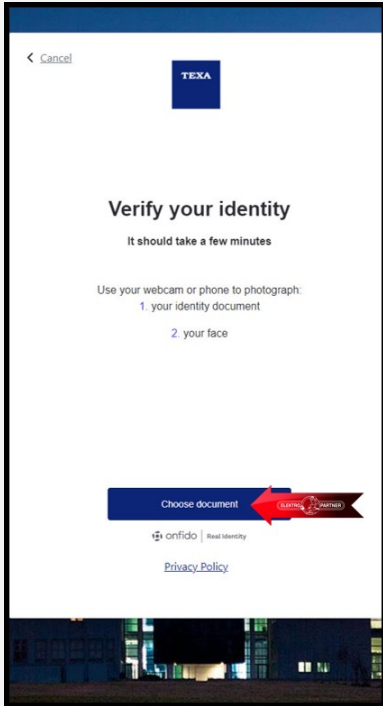 Cancel
TEXA
Verify your identity
It should take a few minutes
Use your webcam or phone to photograph:
1. your identity document
2. your face
Choose document
ELEKTRO PARTNER
onfido | Real Identity
Privacy Policy